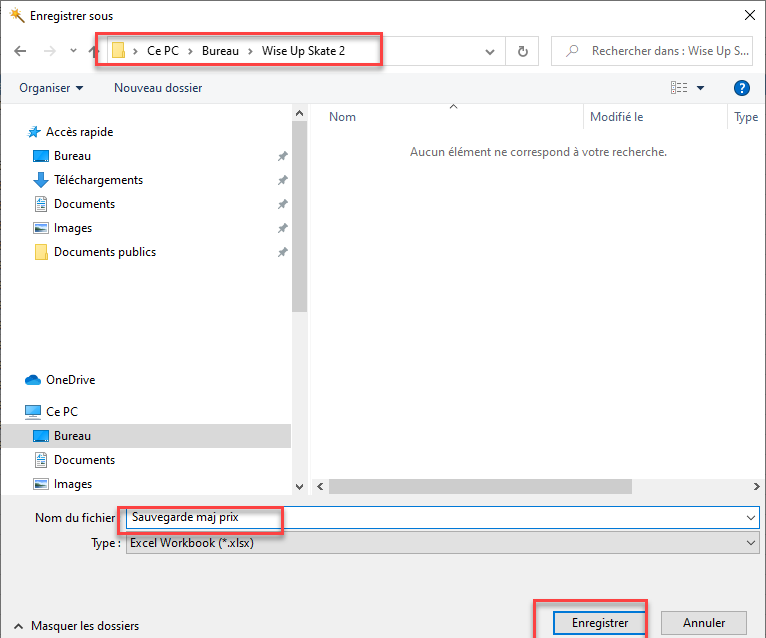 Enregistrer sous
Ce PC > Bureau > Wise Up Skate 2
Rechercher dans : Wise Up S...
Organiser
Nouveau dossier
?
Nom
Modifié le
Type
Aucun élément ne correspond à votre recherche.
Accès rapide
Bureau
Téléchargements
Documents
Images
Documents publics
OneDrive
Ce PC
Bureau
Documents
Images
Nom du fichier
Sauvegarde maj prix
Type :
Excel Workbook (*.xlsx)
Masquer les dossiers
Enregistrer
Annuler